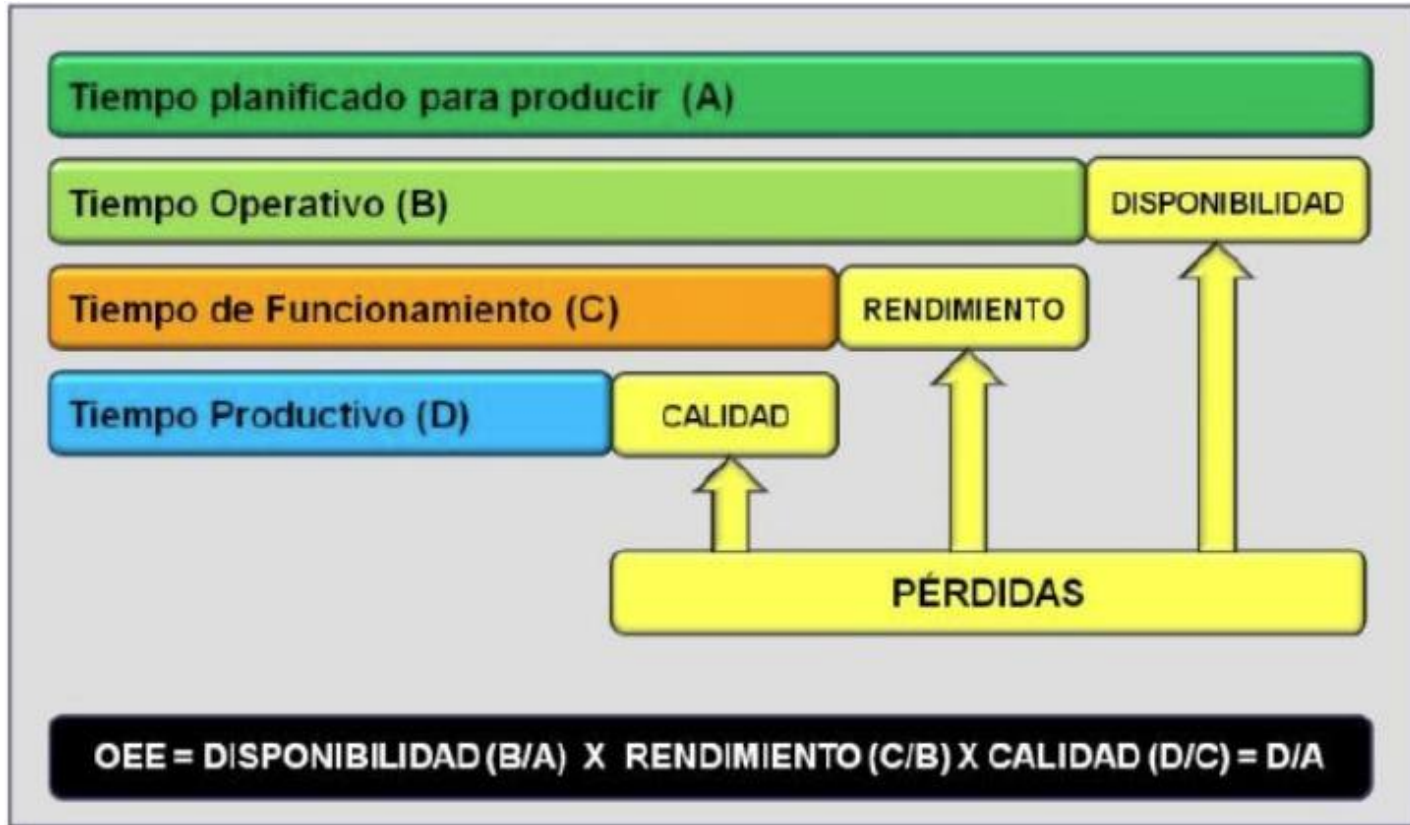 Tiempo planificado para producir (A)
Tiempo Operativo (B)
DISPONIBILIDAD
Tiempo de Funcionamiento (C)
RENDIMIENTO
Tiempo Productivo (D)
CALIDAD
PÉRDIDAS
OEE = DISPONIBILIDAD (B/A) X RENDIMIENTO (C/B) X CALIDAD (D/C) = D/A